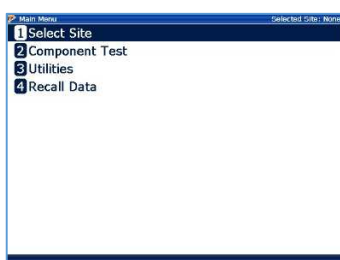 Main Menu Selected Site: None
1 Select Site
2 Component Test
3 Utilities
4 Recall Data